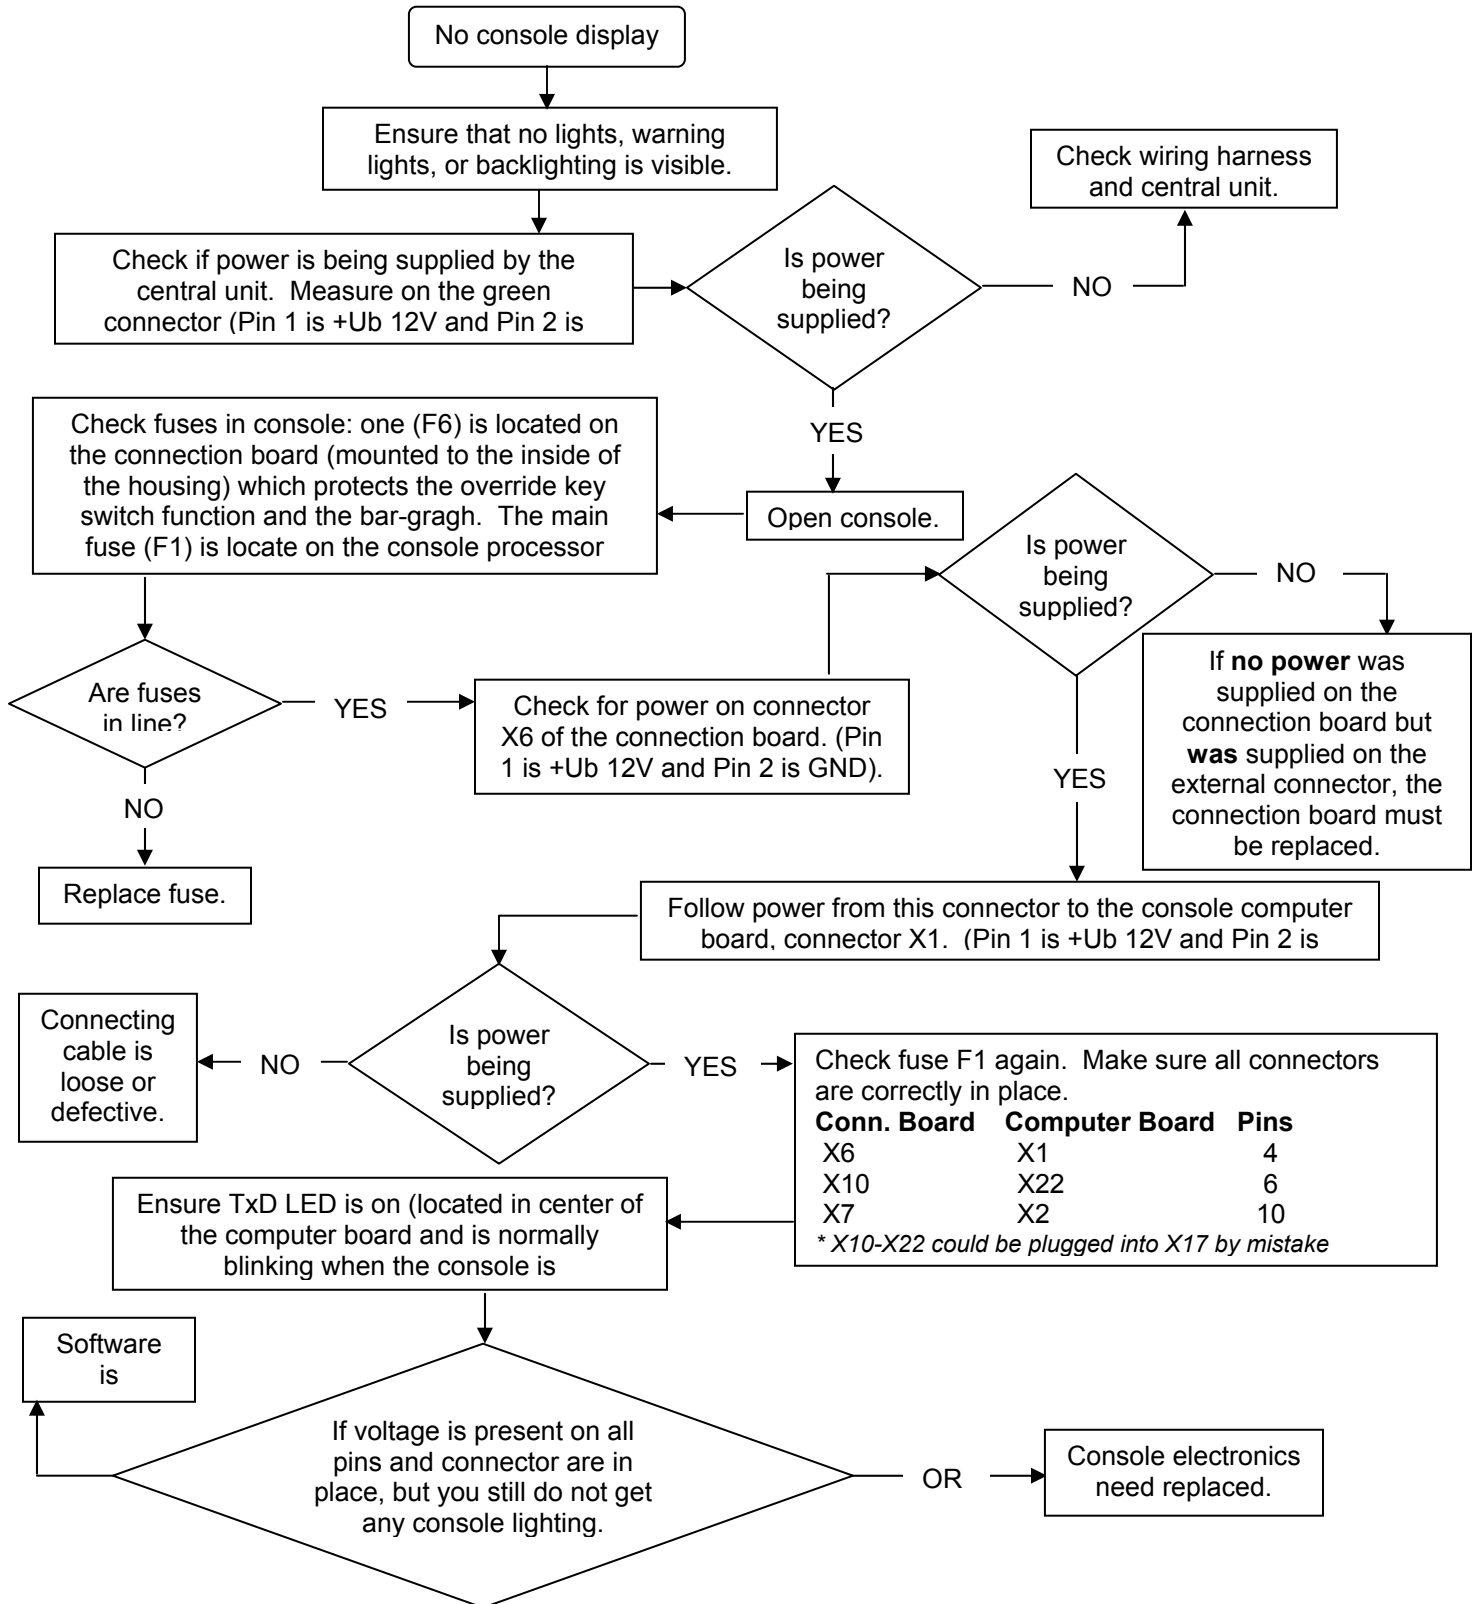 No console display
Ensure that no lights, warning
lights, or backlighting is visible.
Check wiring harness
and central unit.
Check if power is being supplied by the
central unit. Measure on the green
connector (Pin 1 is +Ub 12V and Pin 2 is
Is power
being
supplied?
NO
YES
Check fuses in console: one (F6) is located on
the connection board (mounted to the inside of
the housing) which protects the override key
switch function and the bar-gragh. The main
fuse (F1) is locate on the console processor
Open console.
Is power
being
supplied?
NO
If no power was
supplied on the
connection board but
was supplied on the
external connector, the
connection board must
be replaced.
Are fuses
in line?
YES
Check for power on connector
X6 of the connection board. (Pin
1 is +Ub 12V and Pin 2 is GND).
YES
NO
Replace fuse.
Follow power from this connector to the console computer
board, connector X1. (Pin 1 is +Ub 12V and Pin 2 is
Is power
being
supplied?
NO
Connecting
cable is
loose or
defective.
YES
Check fuse F1 again. Make sure all connectors
are correctly in place.
Conn. Board Computer Board Pins
X6 X1 4
X10 X22 6
X7 X2 10
* X10-X22 could be plugged into X17 by mistake
Ensure TxD LED is on (located in center of
the computer board and is normally
blinking when the console is
Software
is
If voltage is present on all
pins and connector are in
place, but you still do not get
any console lighting.
OR
Console electronics
need replaced.